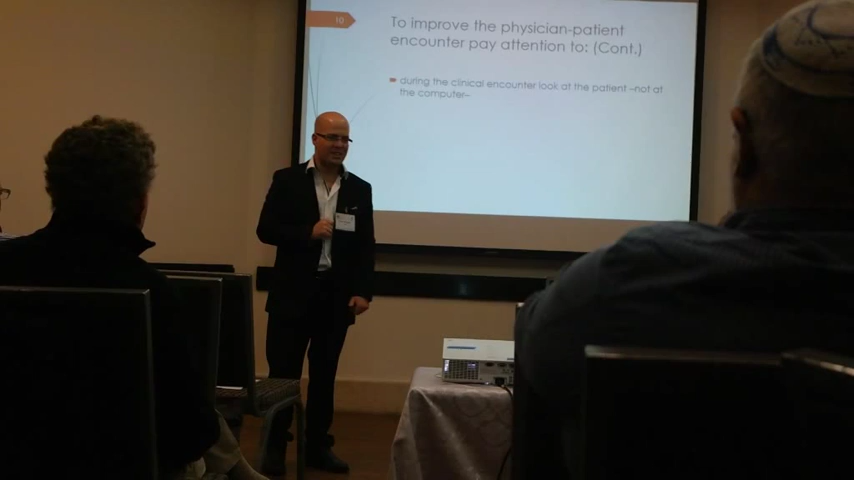 10
To improve the physician-patient
encounter pay attention to: (Cont.)
during the clinical encounter look at the patient –not at
the computer–